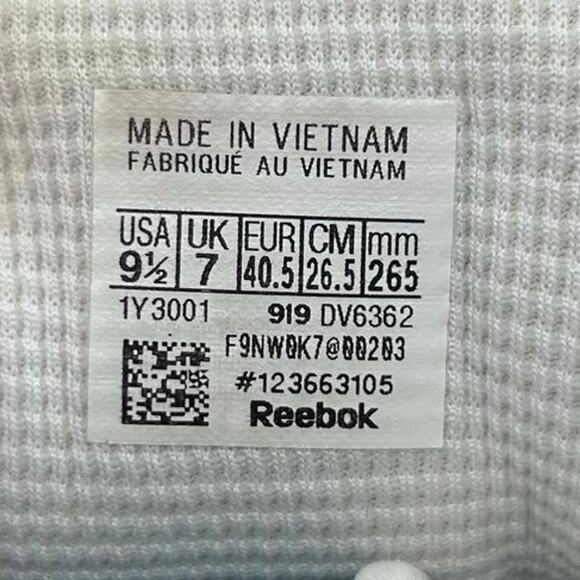 MADE IN VIETNAM
FABRIQUÉ AU VIETNAM
USA UK EUR CM mm
9½ 7 40.5 26.5 265
1Y3001 919 DV6362
F9NW0K7@00203
#123663105
Reebok